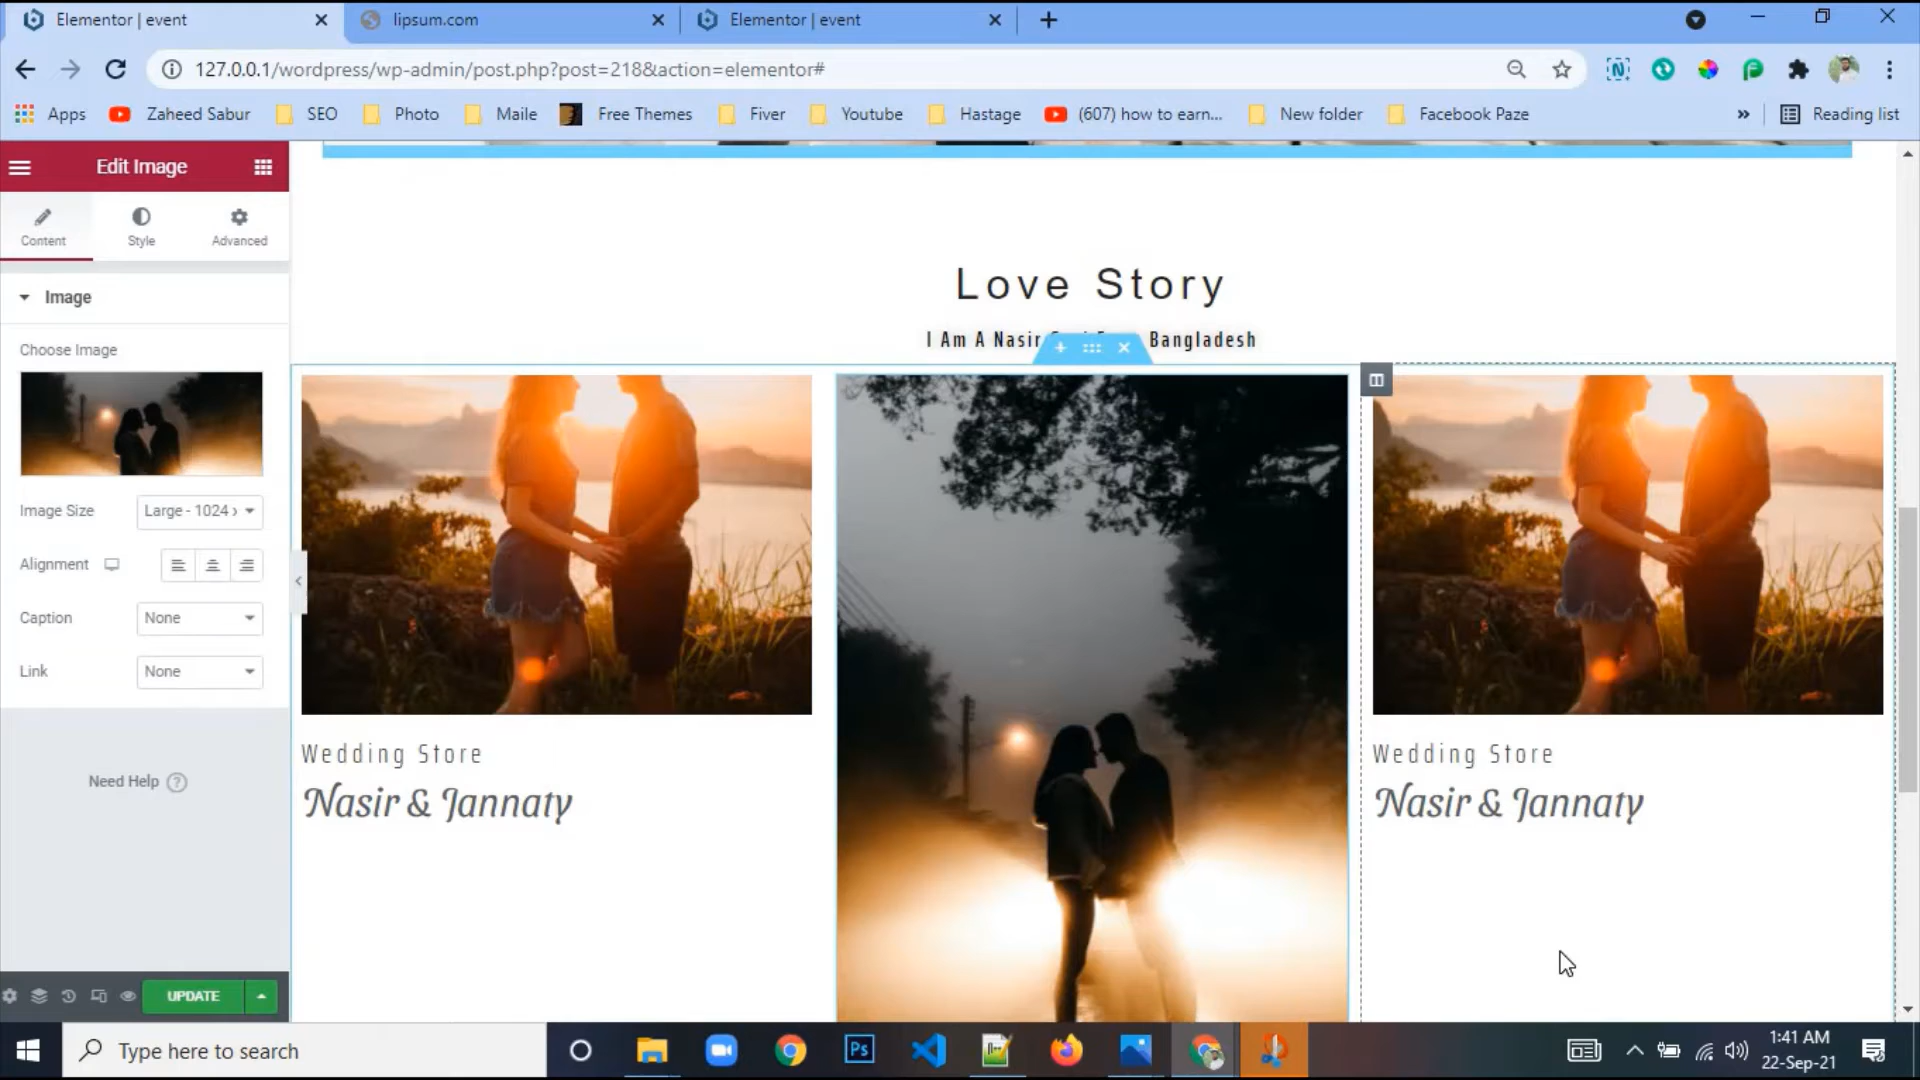 Elementor | event
lipsum.com
Elementor | event
127.0.0.1/wordpress/wp-admin/post.php?post=218&action=elementor#
Apps
Zaheed Sabur
SEO
Photo
Maile
Free Themes
Fiver
Youtube
Hastage
(607) how to earn...
New folder
Facebook Paze
Reading list
Edit Image
Content
Style
Advanced
Image
Choose Image
Image Size
Large - 1024 x
Alignment
Caption
None
Link
None
Need Help
UPDATE
Love Story
I Am A Nasir Bangladesh
Wedding Store
Nasir & Jannaty
Wedding Store
Nasir & Jannaty
Type here to search
Ps
1:41 AM
22-Sep-21